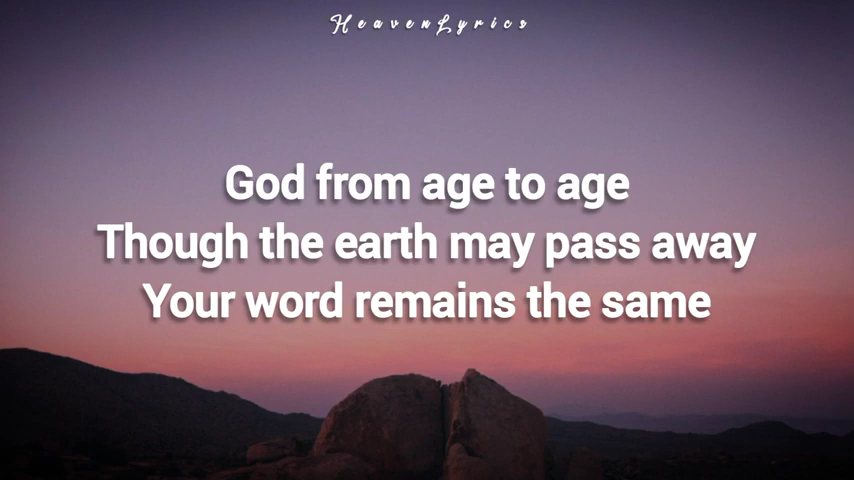 HeavenLyrics
God from age to age
Though the earth may pass away
Your word remains the same